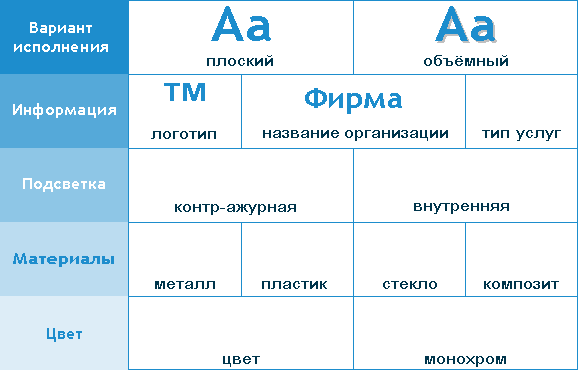 Вариант
исполнения
Aa
плоский
Aa
объёмный
Информация
ТМ
логотип
Фирма
название организации
тип услуг
Подсветка
контр-ажурная
внутренняя
Материалы
металл
пластик
стекло
композит
Цвет
цвет
монохром